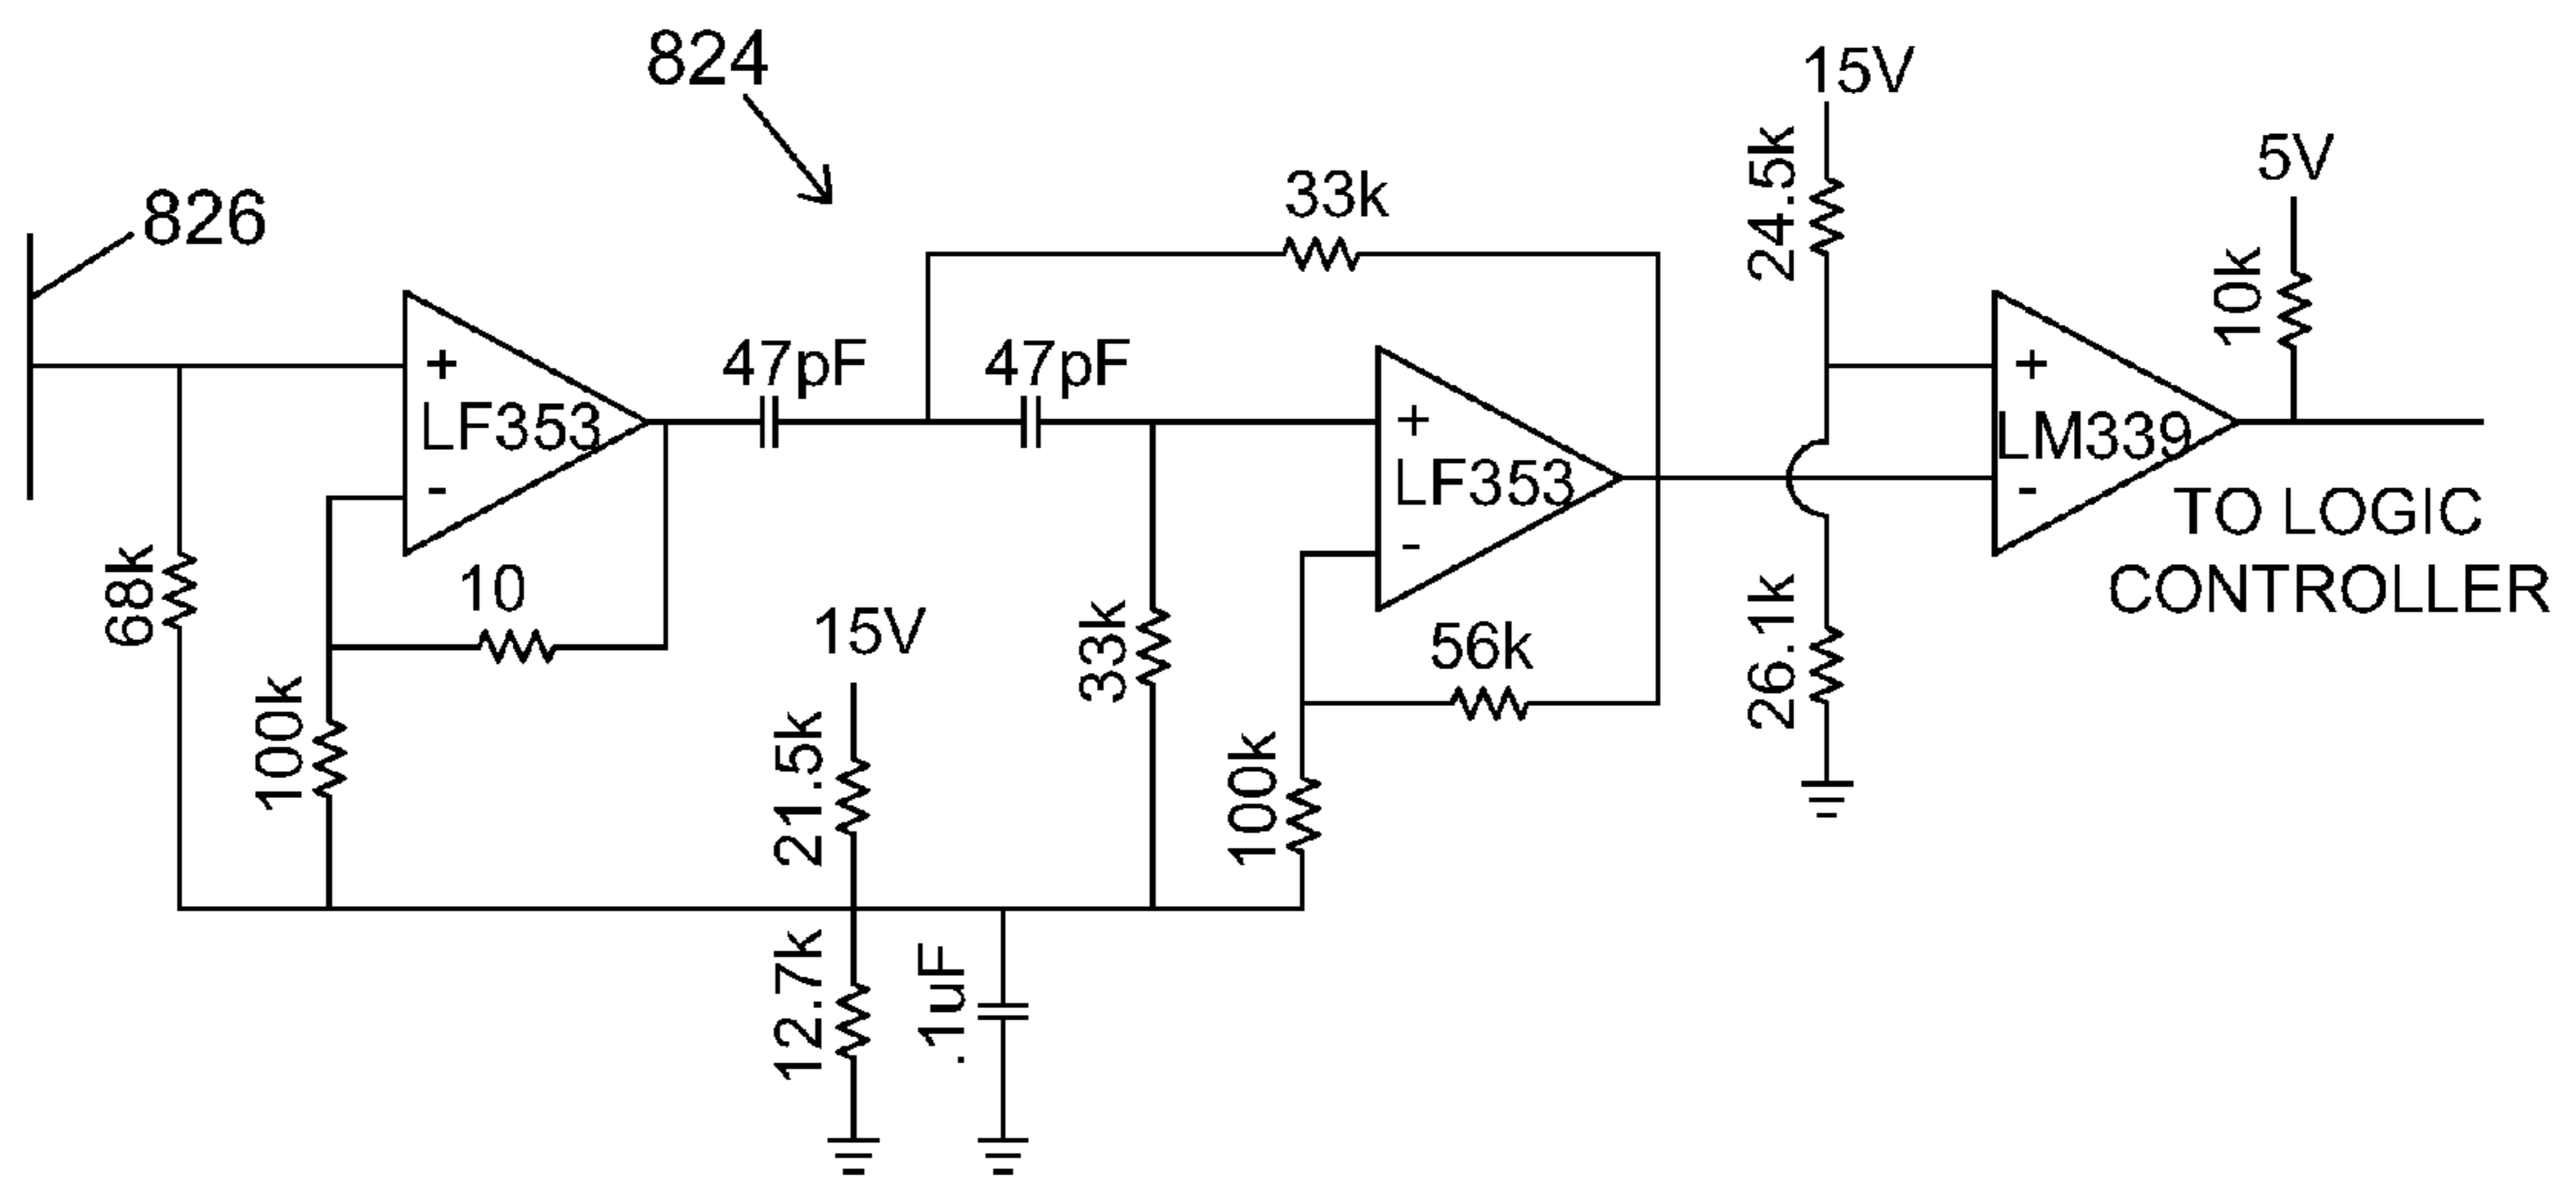 824
15V
5V
826
33k
24.5k
10k
+
47pF
47pF
+
LF353
+
LM339
-
LF353
-
TO LOGIC
CONTROLLER
-
68k
10
15V
33k
56k
26.1k
100k
21.5k
100k
12.7k
.1uF